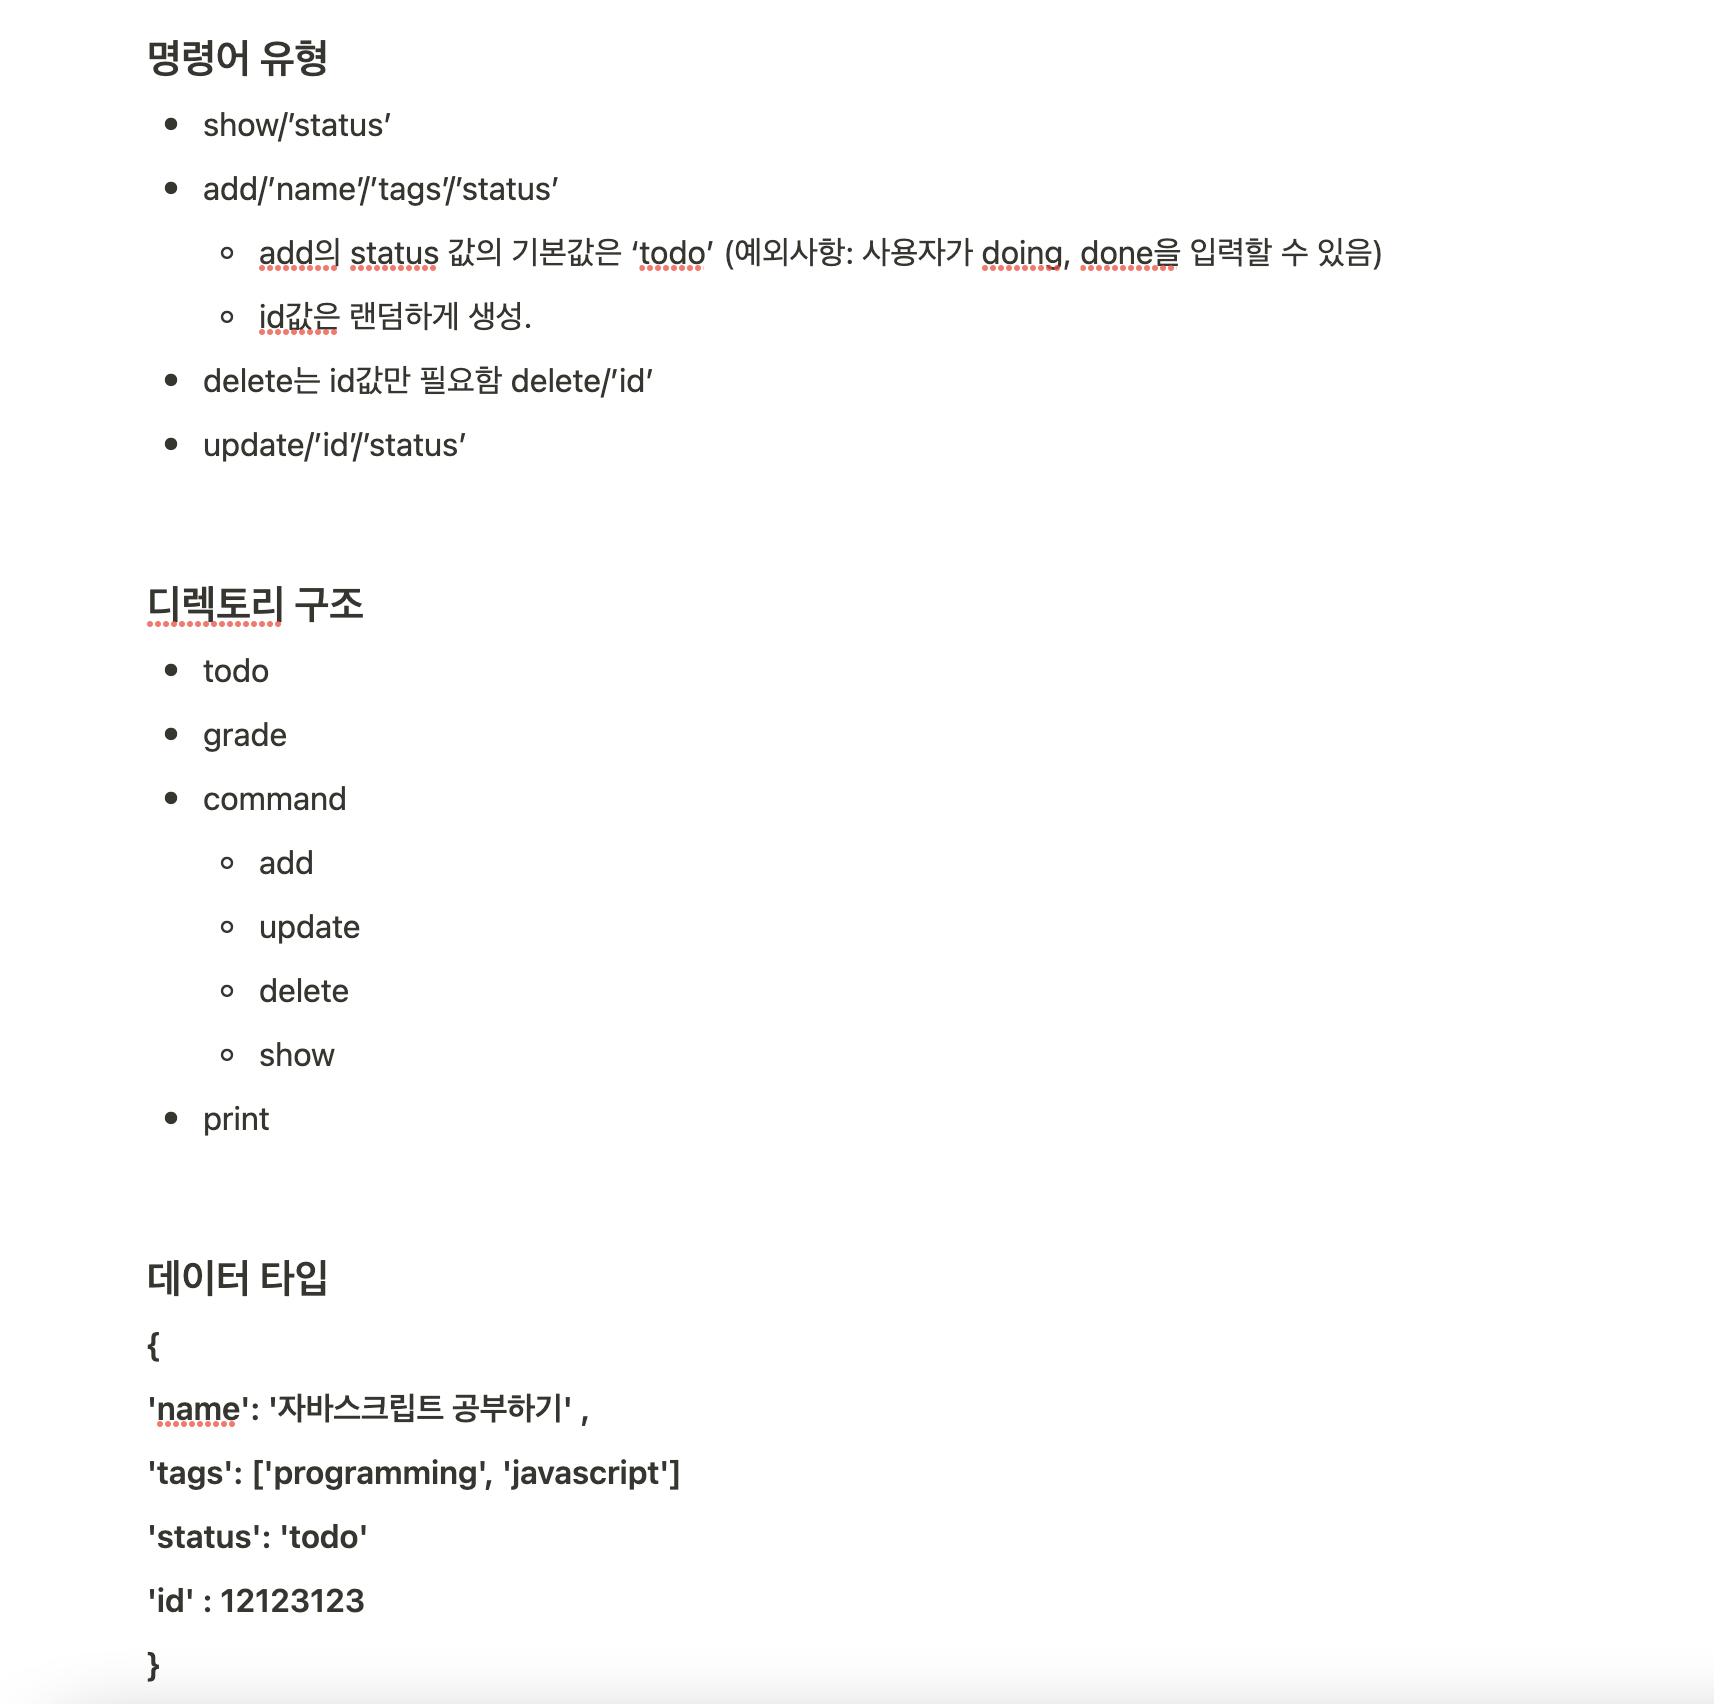 명령어 유형
show/’status’
add/’name’/’tags’/’status’
add의 status 값의 기본값은 ‘todo’ (예외사항: 사용자가 doing, done을 입력할 수 있음)
id값은 랜덤하게 생성.
delete는 id값만 필요함 delete/’id’
update/’id’/’status’
디렉토리 구조
todo
grade
command
add
update
delete
show
print
데이터 타입
{
'name': '자바스크립트 공부하기' ,
'tags': ['programming', 'javascript']
'status': 'todo'
'id' : 12123123
}